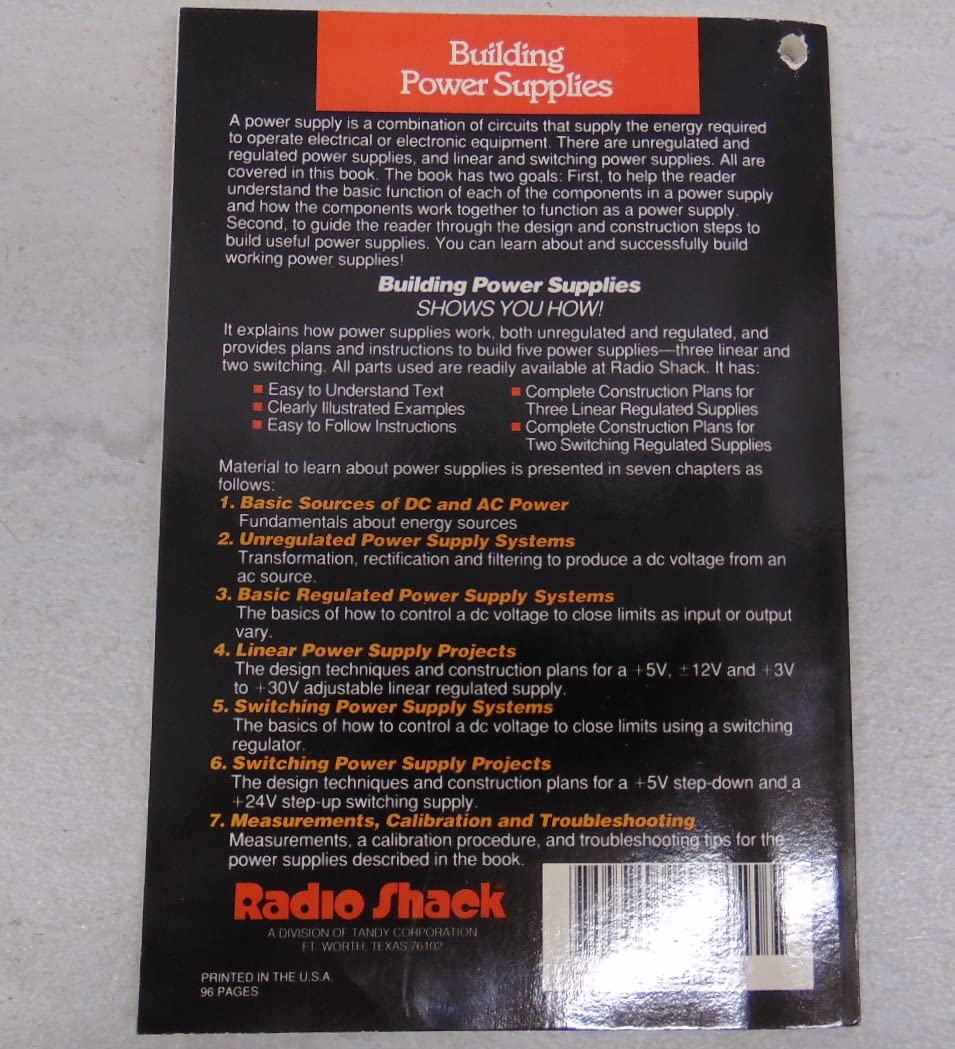 Building
Power Supplies
A power supply is a combination of circuits that supply the energy required
to operate electrical or electronic equipment. There are unregulated and
regulated power supplies, and linear and switching power supplies. All are
covered in this book. The book has two goals: First, to help the reader
understand the basic function of each of the components in a power supply
and how the components work together to function as a power supply.
Second, to guide the reader through the design and construction steps to
build useful power supplies. You can learn about and successfully build
working power supplies!
Building Power Supplies
SHOWS YOU HOW!
It explains how power supplies work, both unregulated and regulated, and
provides plans and instructions to build five power supplies—three linear and
two switching. All parts used are readily available at Radio Shack. It has:
■ Easy to Understand Text
■ Clearly Illustrated Examples
■ Easy to Follow Instructions
■ Complete Construction Plans for
Three Linear Regulated Supplies
■ Complete Construction Plans for
Two Switching Regulated Supplies
Material to learn about power supplies is presented in seven chapters as
follows:
1. Basic Sources of DC and AC Power
Fundamentals about energy sources
2. Unregulated Power Supply Systems
Transformation, rectification and filtering to produce a dc voltage from an
ac source.
3. Basic Regulated Power Supply Systems
The basics of how to control a dc voltage to close limits as input or output
vary.
4. Linear Power Supply Projects
The design techniques and construction plans for a +5V, ±12V and +3V
to +30V adjustable linear regulated supply.
5. Switching Power Supply Systems
The basics of how to control a dc voltage to close limits using a switching
regulator.
6. Switching Power Supply Projects
The design techniques and construction plans for a +5V step-down and a
+24V step-up switching supply.
7. Measurements, Calibration and Troubleshooting
Measurements, a calibration procedure, and troubleshooting tips for the
power supplies described in the book.
Radio Shack
A DIVISION OF TANDY CORPORATION
FT. WORTH, TEXAS 76102
PRINTED IN THE U.S.A.
96 PAGES